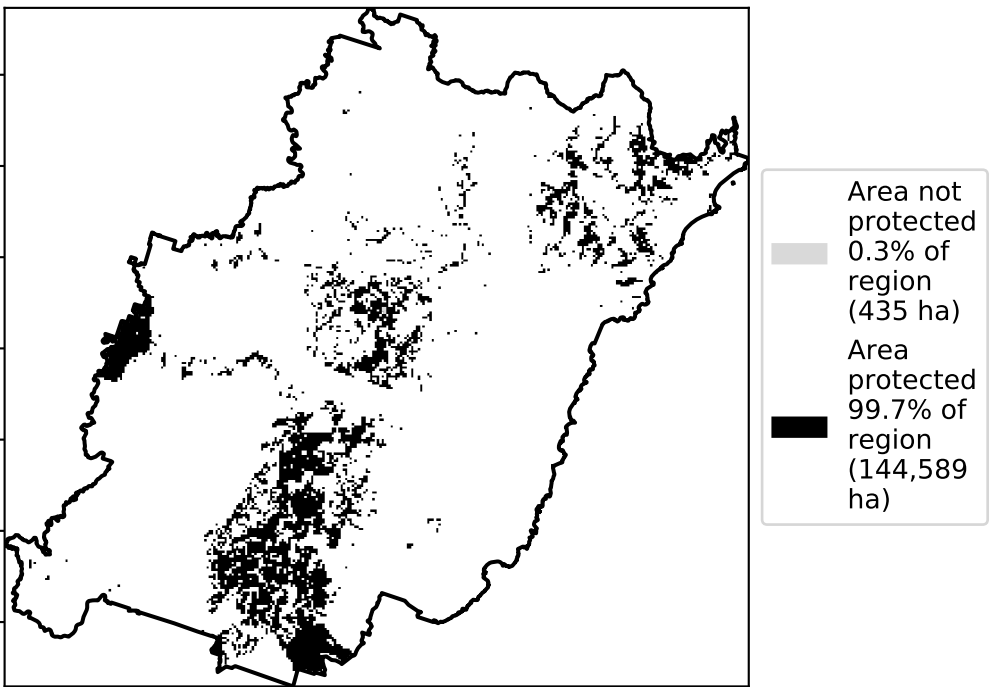 Area not
protected
0.3% of
region
(435 ha)
Area
protected
99.7% of
region
(144,589
ha)